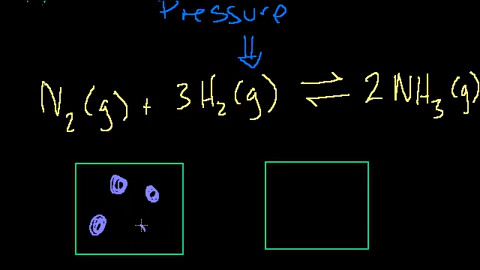 Pressure
⇓
N₂(g) + 3H₂(g) ⇌ 2NH₃(g)